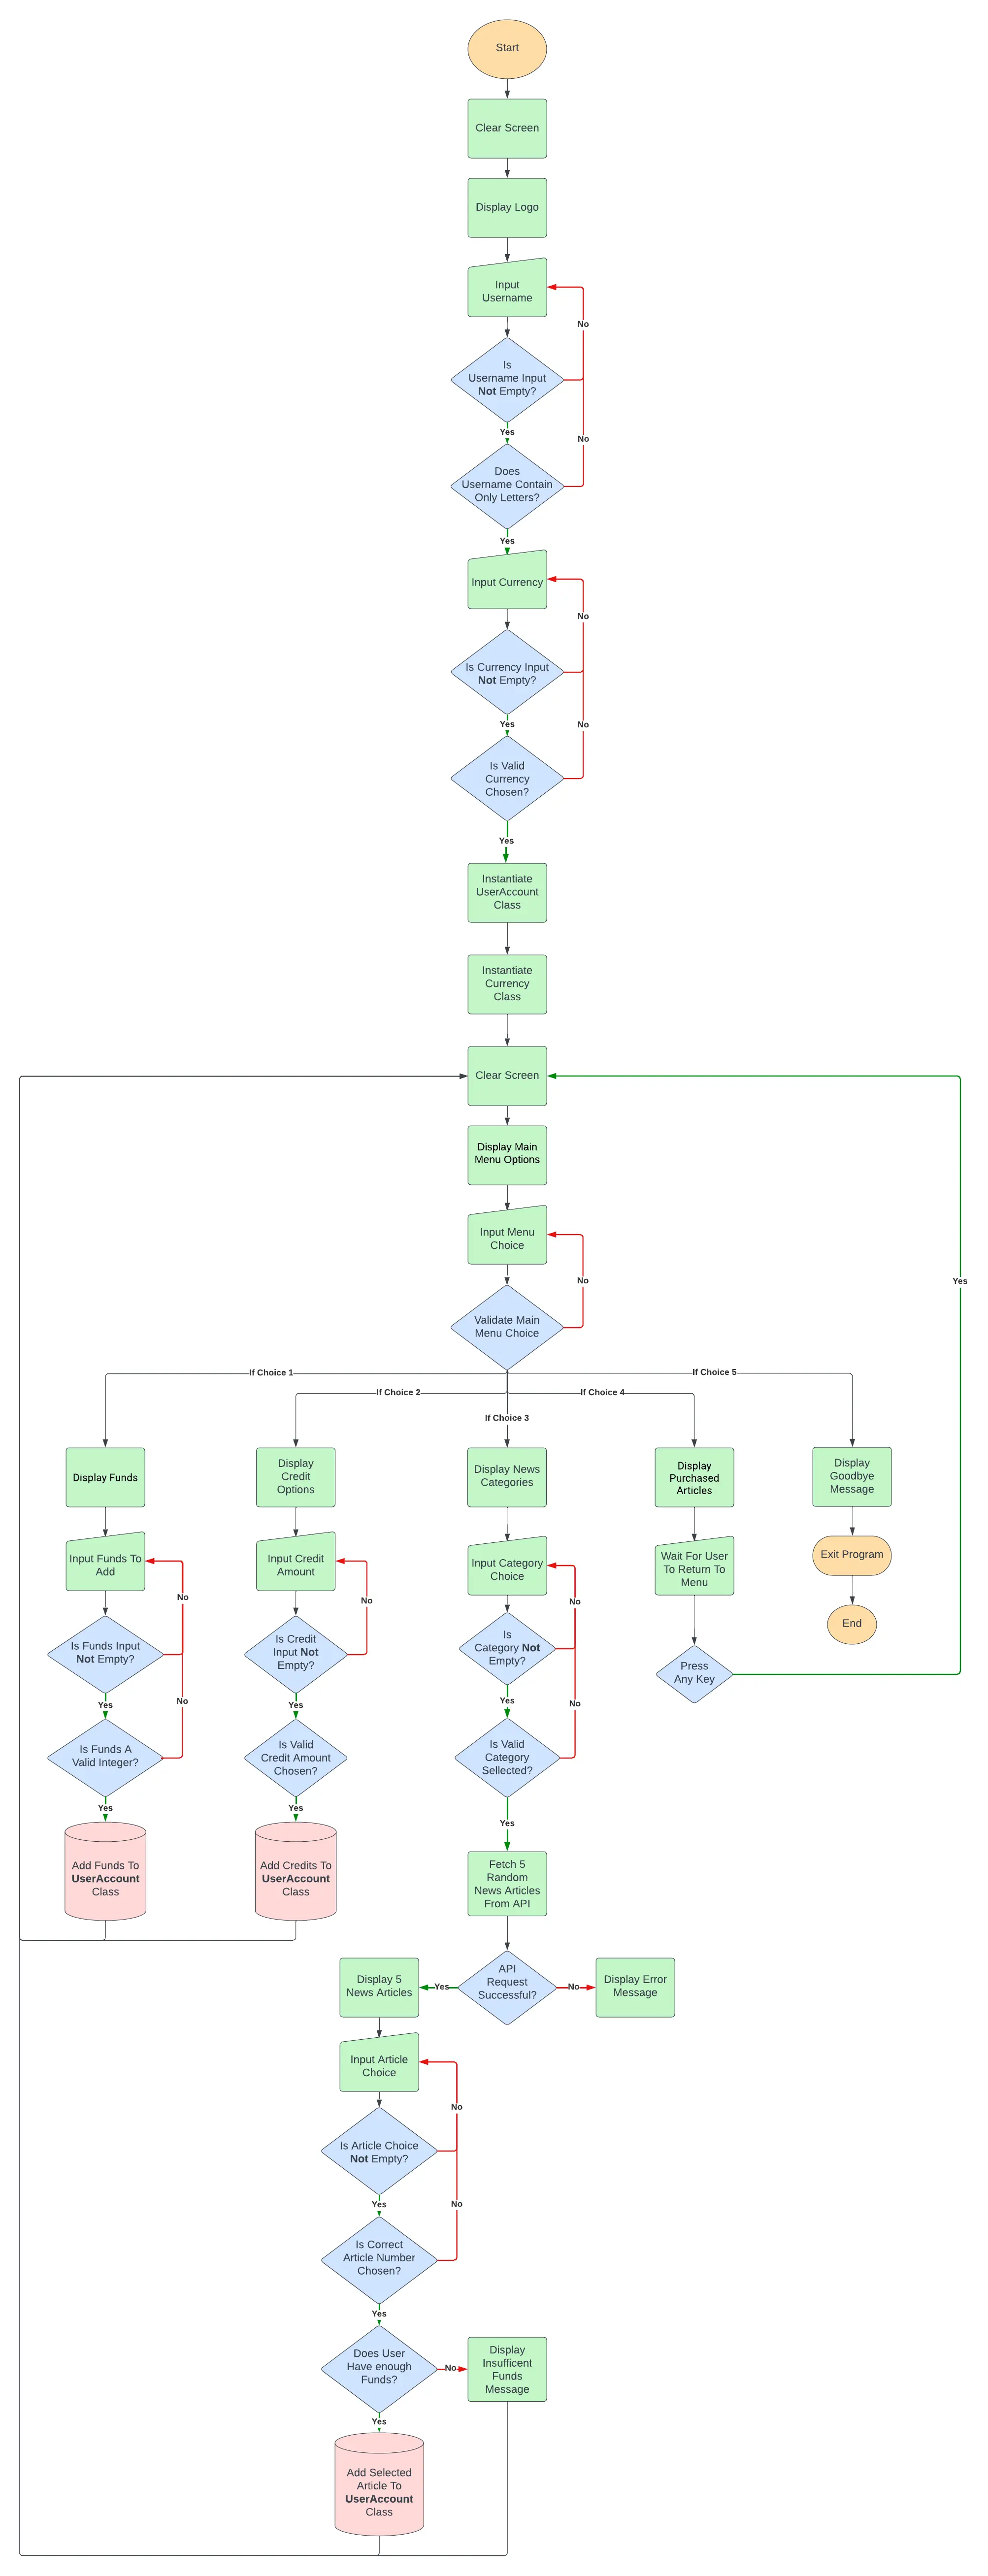 Start
Clear Screen
Display Logo
Input
Username
No
Is
Username Input
Not Empty?
Yes
No
Does
Username Contain
Only Letters?
Yes
Input Currency
No
Is Currency Input
Not Empty?
Yes
No
Is Valid
Currency
Chosen?
Yes
Instantiate
UserAccount
Class
Instantiate
Currency
Class
Clear Screen
Display Main
Menu Options
Input Menu
Choice
No
Yes
Validate Main
Menu Choice
If Choice 1
If Choice 2
If Choice 3
If Choice 4
If Choice 5
Display Funds
Display
Credit
Options
Display News
Categories
Display
Purchased
Articles
Display
Goodbye
Message
Input Funds To
Add
No
Input Credit
Amount
No
Input Category
Choice
No
Wait For User
To Return To
Menu
Exit Program
End
Is Funds Input
Not Empty?
Yes
No
Is Credit
Input Not
Empty?
Yes
Is
Category Not
Empty?
Yes
No
Press
Any Key
Is Funds A
Valid Integer?
Yes
Is Valid
Credit Amount
Chosen?
Yes
Is Valid
Category
Sellected?
Yes
Add Funds To
UserAccount
Class
Add Credits To
UserAccount
Class
Fetch 5
Random
News Articles
From API
API
Request
Successful?
Yes
No
Display 5
News Articles
Display Error
Message
Input Article
Choice
No
Is Article Choice
Not Empty?
Yes
No
Is Correct
Article Number
Chosen?
Yes
Does User
Have enough
Funds?
No
Display
Insufficent
Funds
Message
Yes
Add Selected
Article To
UserAccount
Class